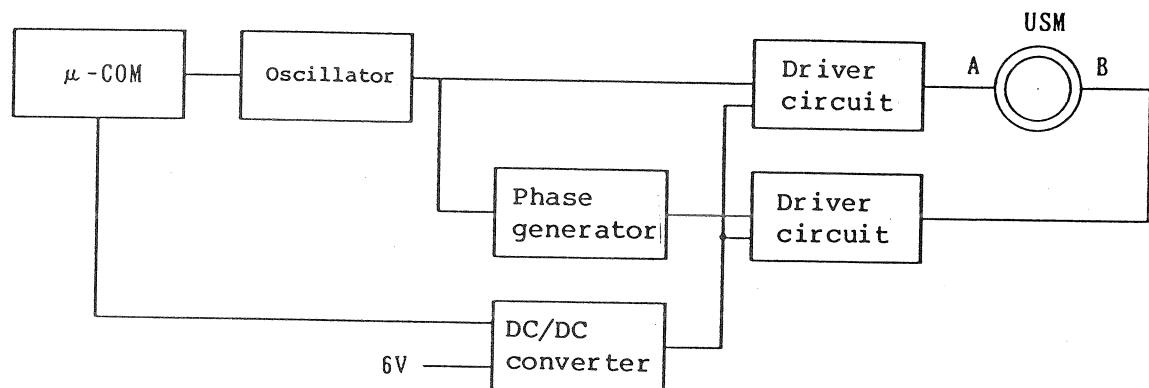 USM
μ-COM
Oscillator
Driver
circuit
A
B
Phase
generator
Driver
circuit
DC/DC
converter
6V